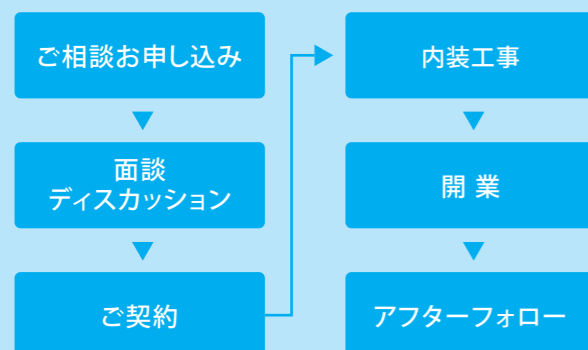 ご相談お申し込み
面談
ディスカッション
ご契約
内装工事
開業
アフターフォロー